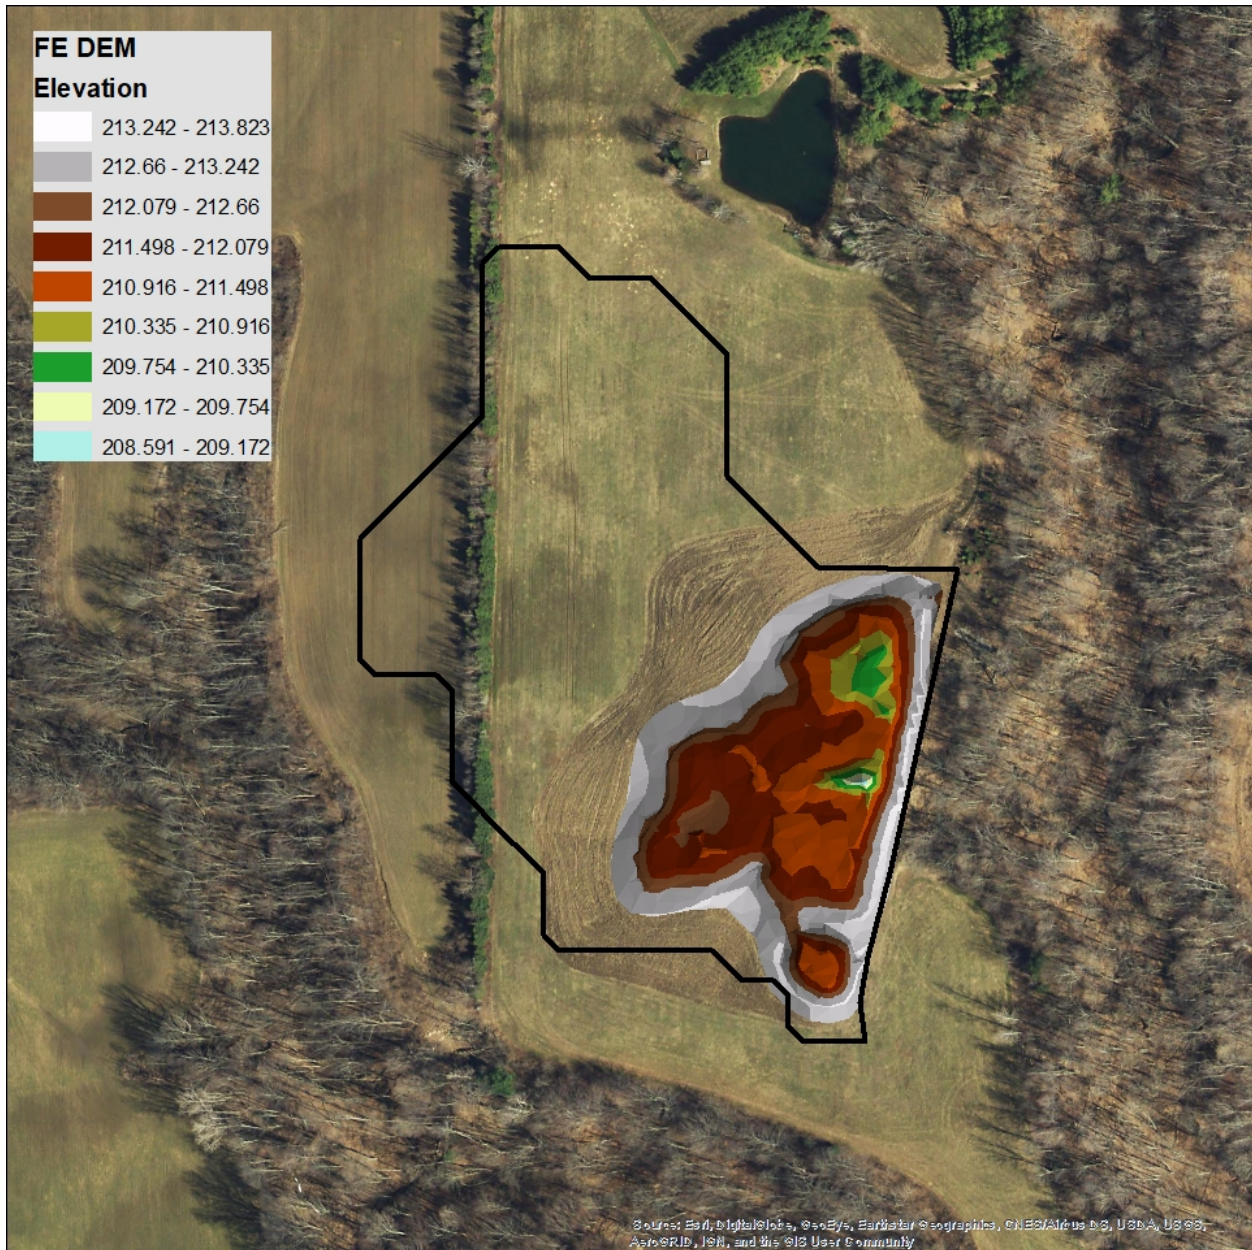 FE DEM
Elevation
213.242 - 213.823
212.66 - 213.242
212.079 - 212.66
211.498 - 212.079
210.916 - 211.498
210.335 - 210.916
209.754 - 210.335
209.172 - 209.754
208.591 - 209.172
Source: Esri, DigitalGlobe, GeoEye, Earthstar Geographics, CNES/Airbus DS, USDA, USGS,
AeroGRID, IGN, and the GIS User Community